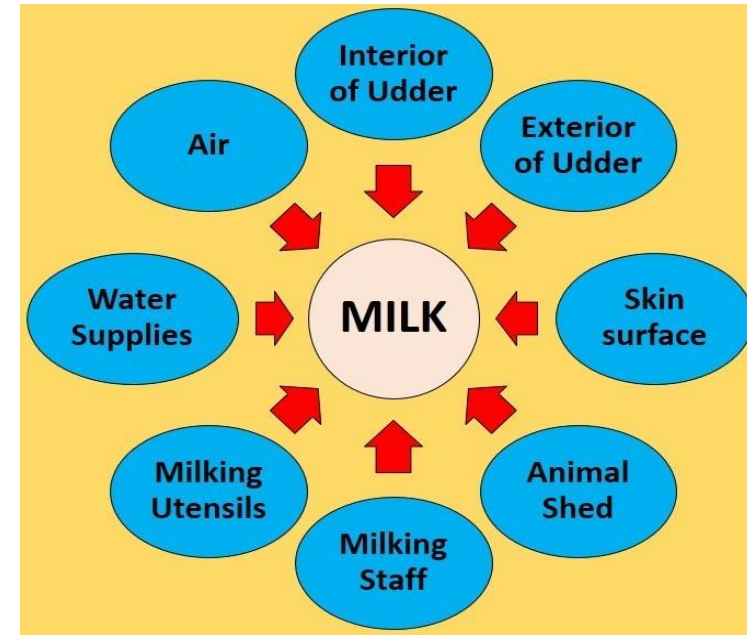 Interior
of Udder
Exterior
of Udder
Air
MILK
Water
Supplies
Skin
surface
Milking
Utensils
Animal
Shed
Milking
Staff